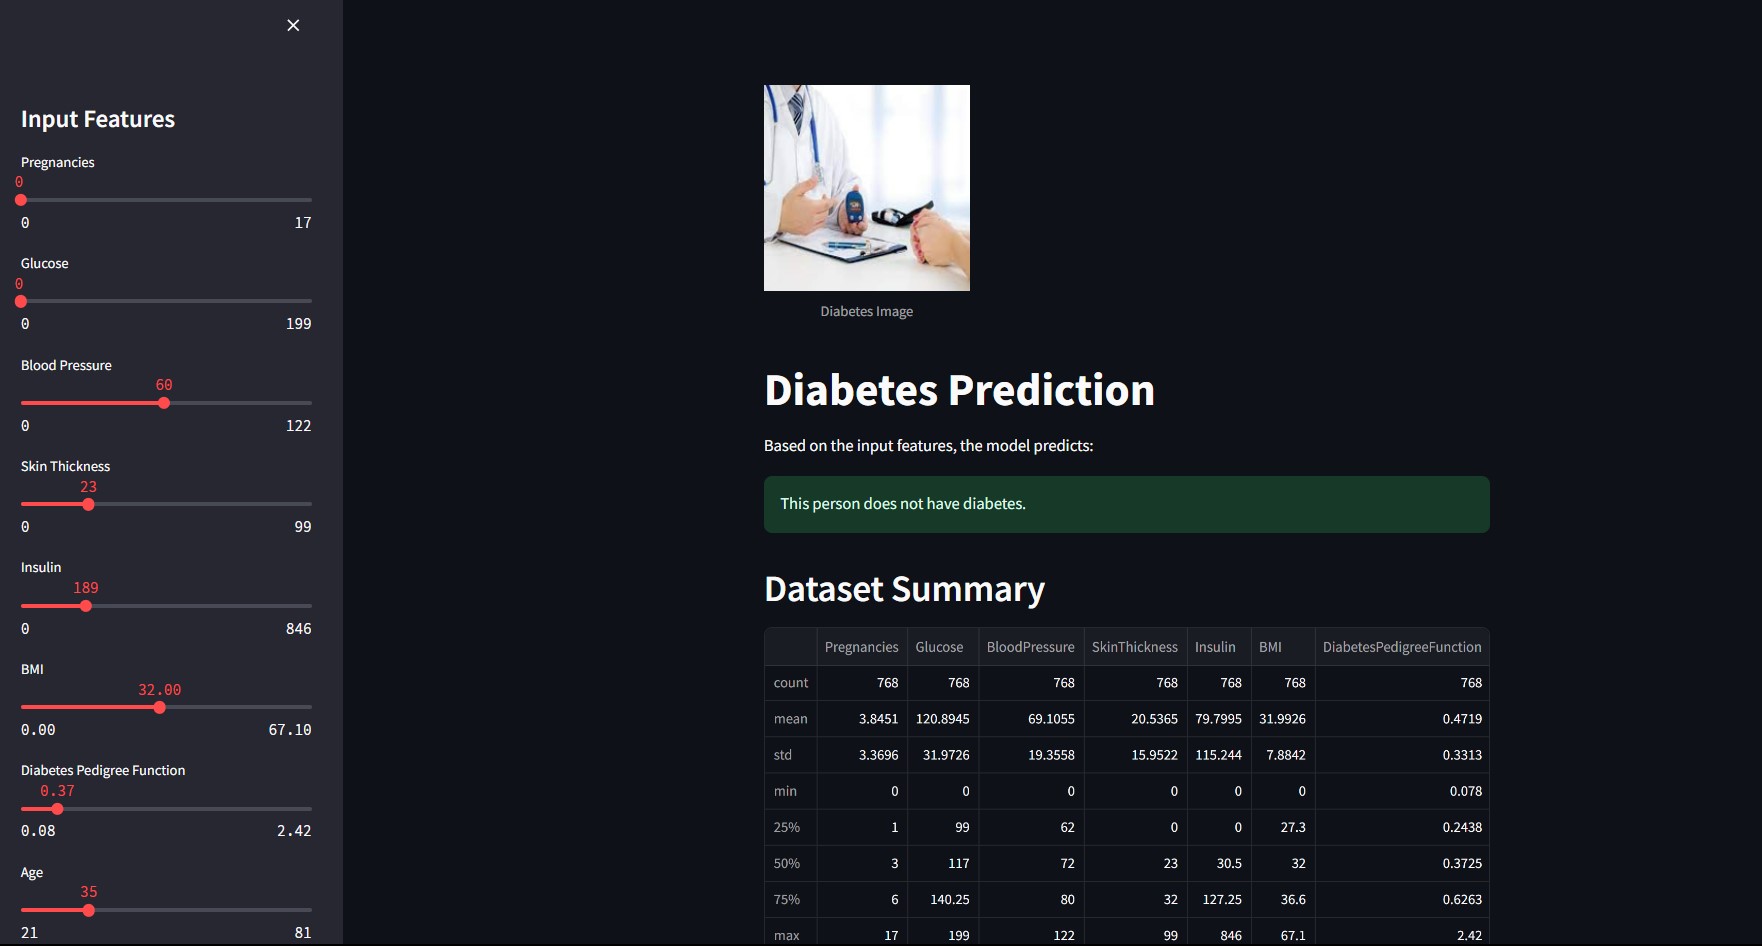 Input Features
Pregnancies
0
0 17
Glucose
0
0 199
Blood Pressure
60
0 122
Skin Thickness
23
0 99
Insulin
189
0 846
BMI
32.00
0.00 67.10
Diabetes Pedigree Function
0.37
0.08 2.42
Age
35
21 81
Diabetes Image
Diabetes Prediction
Based on the input features, the model predicts:
This person does not have diabetes.
Dataset Summary
Pregnancies Glucose BloodPressure SkinThickness Insulin BMI DiabetesPedigreeFunction
count 768 768 768 768 768 768 768
mean 3.8451 120.8945 69.1055 20.5365 79.7995 31.9926 0.4719
std 3.3696 31.9726 19.3558 15.9522 115.244 7.8842 0.3313
min 0 0 0 0 0 0 0.078
25% 1 99 62 0 0 27.3 0.2438
50% 3 117 72 23 30.5 32 0.3725
75% 6 140.25 80 32 127.25 36.6 0.6263
max 17 199 122 99 846 67.1 2.42